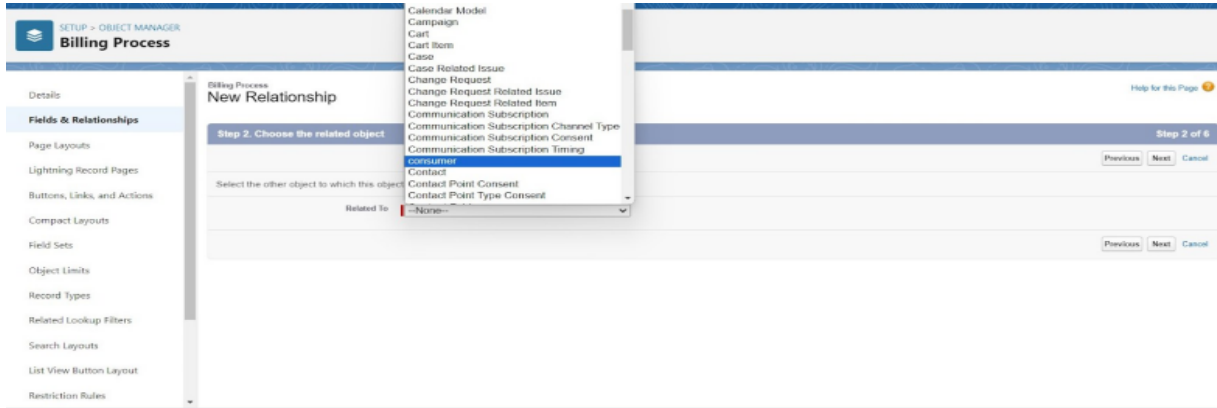 SETUP > OBJECT MANAGER
Billing Process
Details
Fields & Relationships
Page Layouts
Lightning Record Pages
Buttons, Links, and Actions
Compact Layouts
Field Sets
Object Limits
Record Types
Related Lookup Filters
Search Layouts
List View Button Layout
Restriction Rules
Billing Process
New Relationship
Help for this Page
Step 2. Choose the related object
Step 2 of 6
Previous Next Cancel
Select the other object to which this object
Related To
--None--
Calendar Model
Campaign
Cart
Cart Item
Case
Case Related Issue
Change Request
Change Request Related Issue
Change Request Related Item
Communication Subscription
Communication Subscription Channel Type
Communication Subscription Consent
Communication Subscription Timing
consumer
Contact
Contact Point Consent
Contact Point Type Consent
Previous Next Cancel